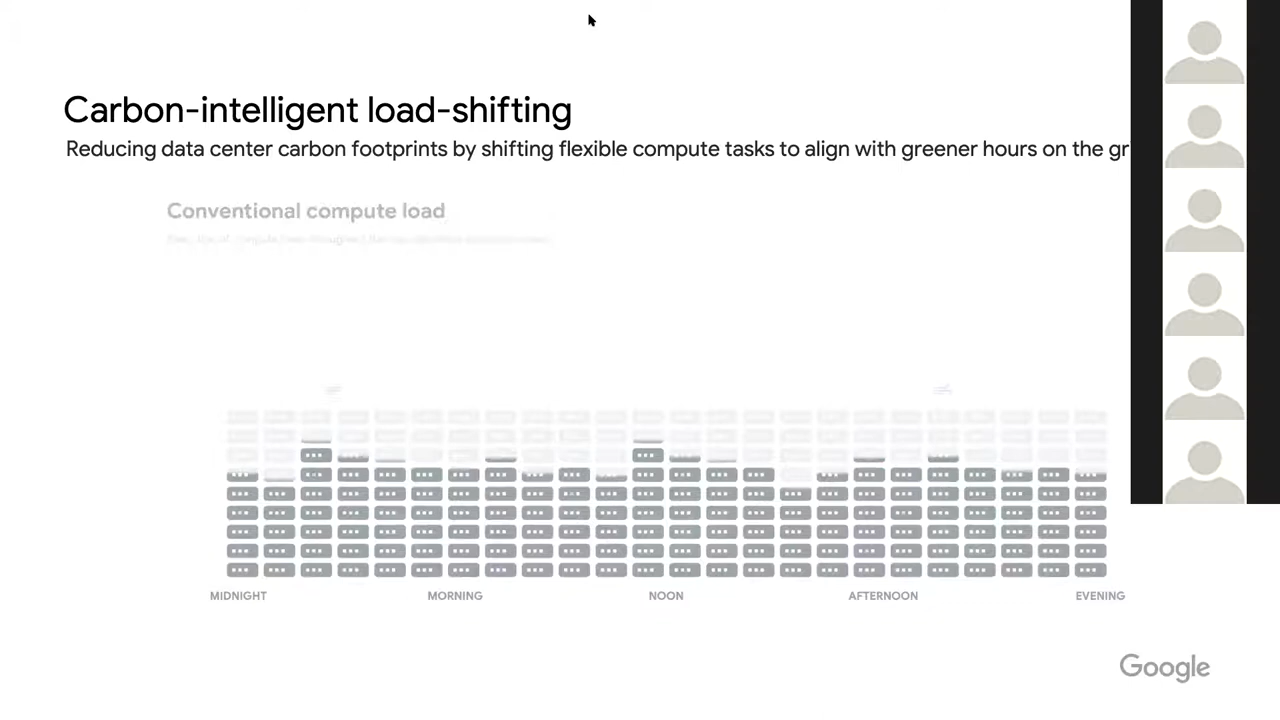 Carbon-intelligent load-shifting
Reducing data center carbon footprints by shifting flexible compute tasks to align with greener hours on the gr
Conventional compute load
MIDNIGHT MORNING NOON AFTERNOON EVENING
Google